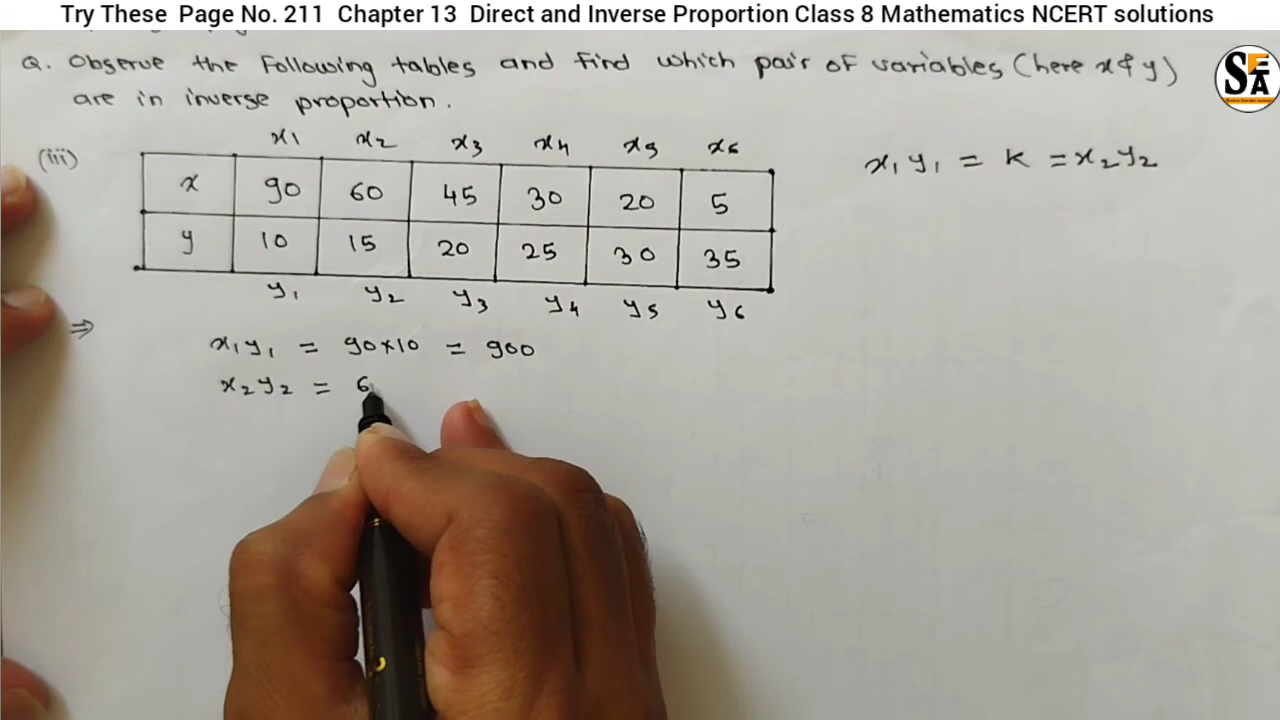 Try These Page No. 211 Chapter 13 Direct and Inverse Proportion Class 8 Mathematics NCERT solutions
Q. Observe the following tables and find which pair of variables (here x & y)
are in inverse proportion.
SFEA
(iii)
x₁ x₂ x₃ x₄ x₅ x₆
x 90 60 45 30 20 5
y 10 15 20 25 30 35
y₁ y₂ y₃ y₄ y₅ y₆
x₁y₁ = K = x₂y₂
⇒
x₁y₁ = 90×10 = 900
x₂y₂ = 6